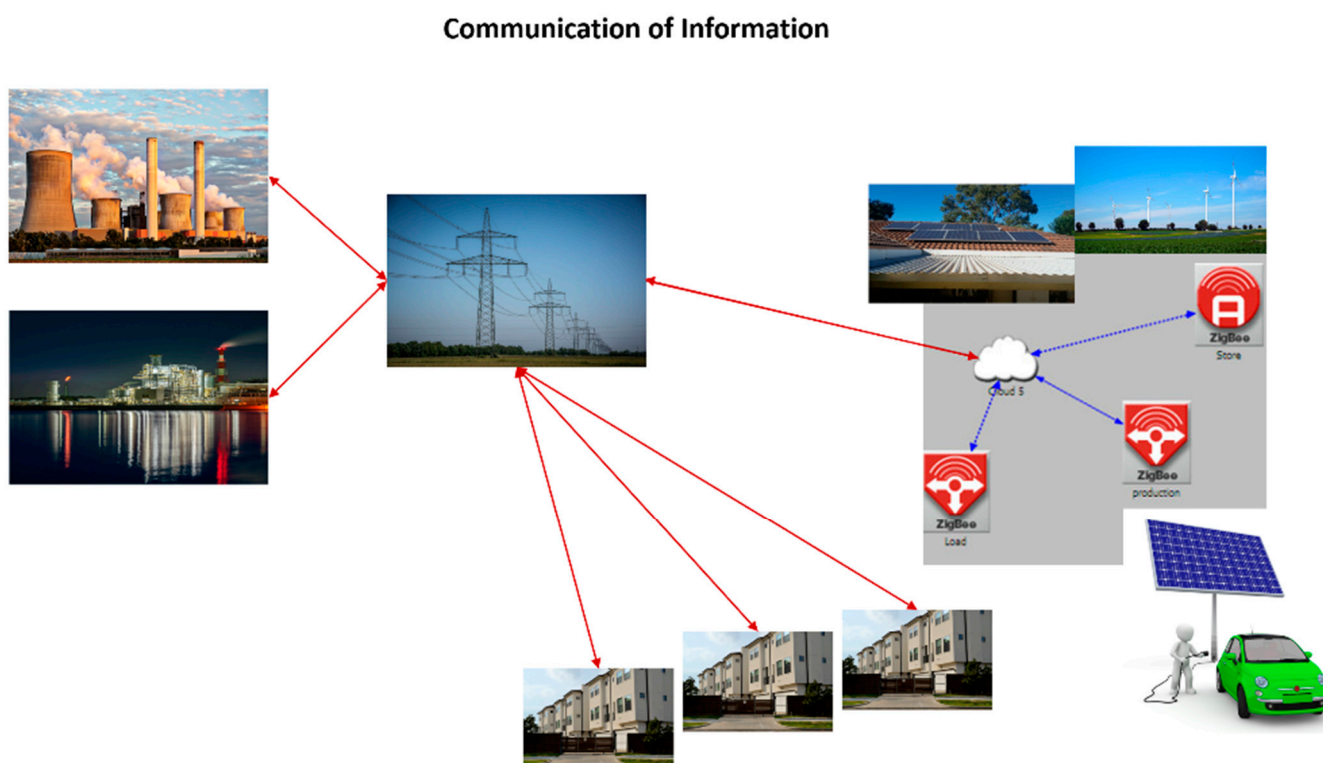 Communication of Information
ZigBee
Store
Cloud 5
ZigBee
production
ZigBee
Load